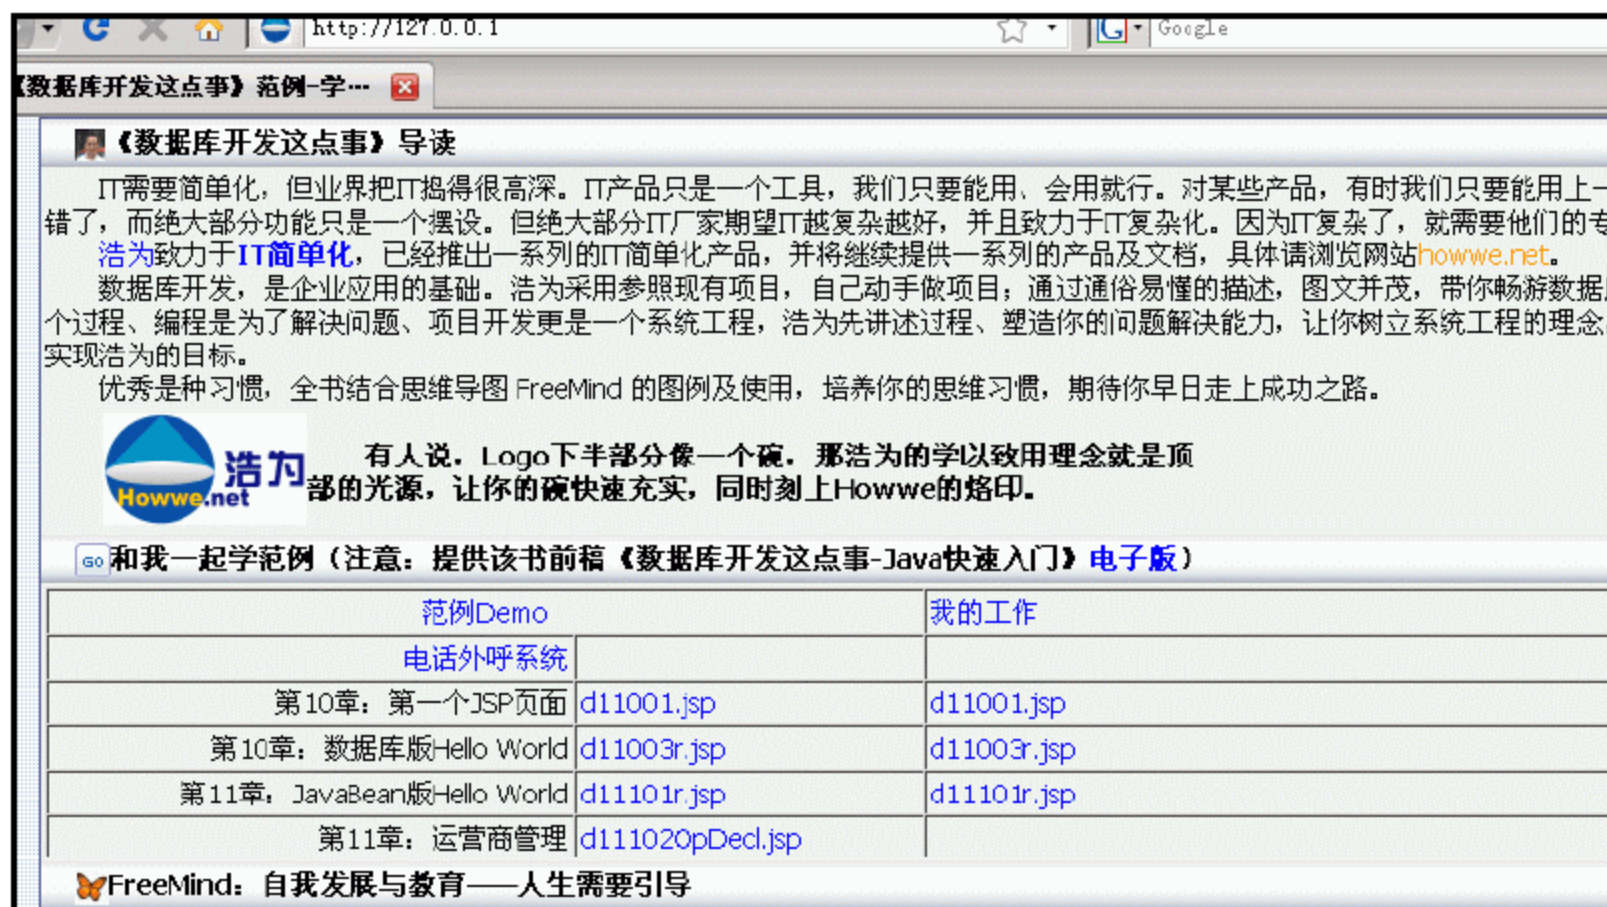 http://127.0.0.1
Google
《数据库开发这点事》范例-学…
《数据库开发这点事》导读
IT需要简单化，但业界把IT捣得很高深。IT产品只是一个工具，我们只要能用、会用就行。对某些产品，有时我们只要能用上一
错了，而绝大部分功能只是一个摆设。但绝大部分IT厂家期望IT越复杂越好，并且致力于IT复杂化。因为IT复杂了，就需要他们的专
浩为致力于IT简单化，已经推出一系列的IT简单化产品，并将继续提供一系列的产品及文档，具体请浏览网站howwe.net。
数据库开发，是企业应用的基础。浩为采用参照现有项目，自己动手做项目；通过通俗易懂的描述，图文并茂，带你畅游数据
个过程、编程是为了解决问题、项目开发更是一个系统工程，浩为先讲述过程、塑造你的问题解决能力，让你树立系统工程的理念
实现浩为的目标。
优秀是种习惯，全书结合思维导图 FreeMind 的图例及使用，培养你的思维习惯，期待你早日走上成功之路。
浩为
Howwe.net
有人说．Logo下半部分像一个碗．那浩为的学以致用理念就是顶
部的光源，让你的碗快速充实，同时刻上Howwe的烙印．
GO和我一起学范例（注意：提供该书前稿《数据库开发这点事-Java快速入门》电子版）
范例Demo 我的工作
电话外呼系统
第10章：第一个JSP页面 d11001.jsp d11001.jsp
第10章：数据库版Hello World d11003r.jsp d11003r.jsp
第11章：JavaBean版Hello World d11101r.jsp d11101r.jsp
第11章：运营商管理 d11102OpDecl.jsp
FreeMind：自我发展与教育——人生需要引导